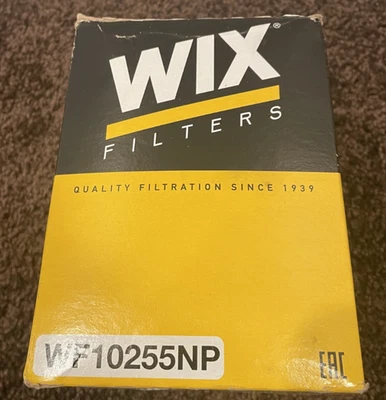 WIX®
FILTERS
QUALITY FILTRATION SINCE 1939
WF10255NP
EAC